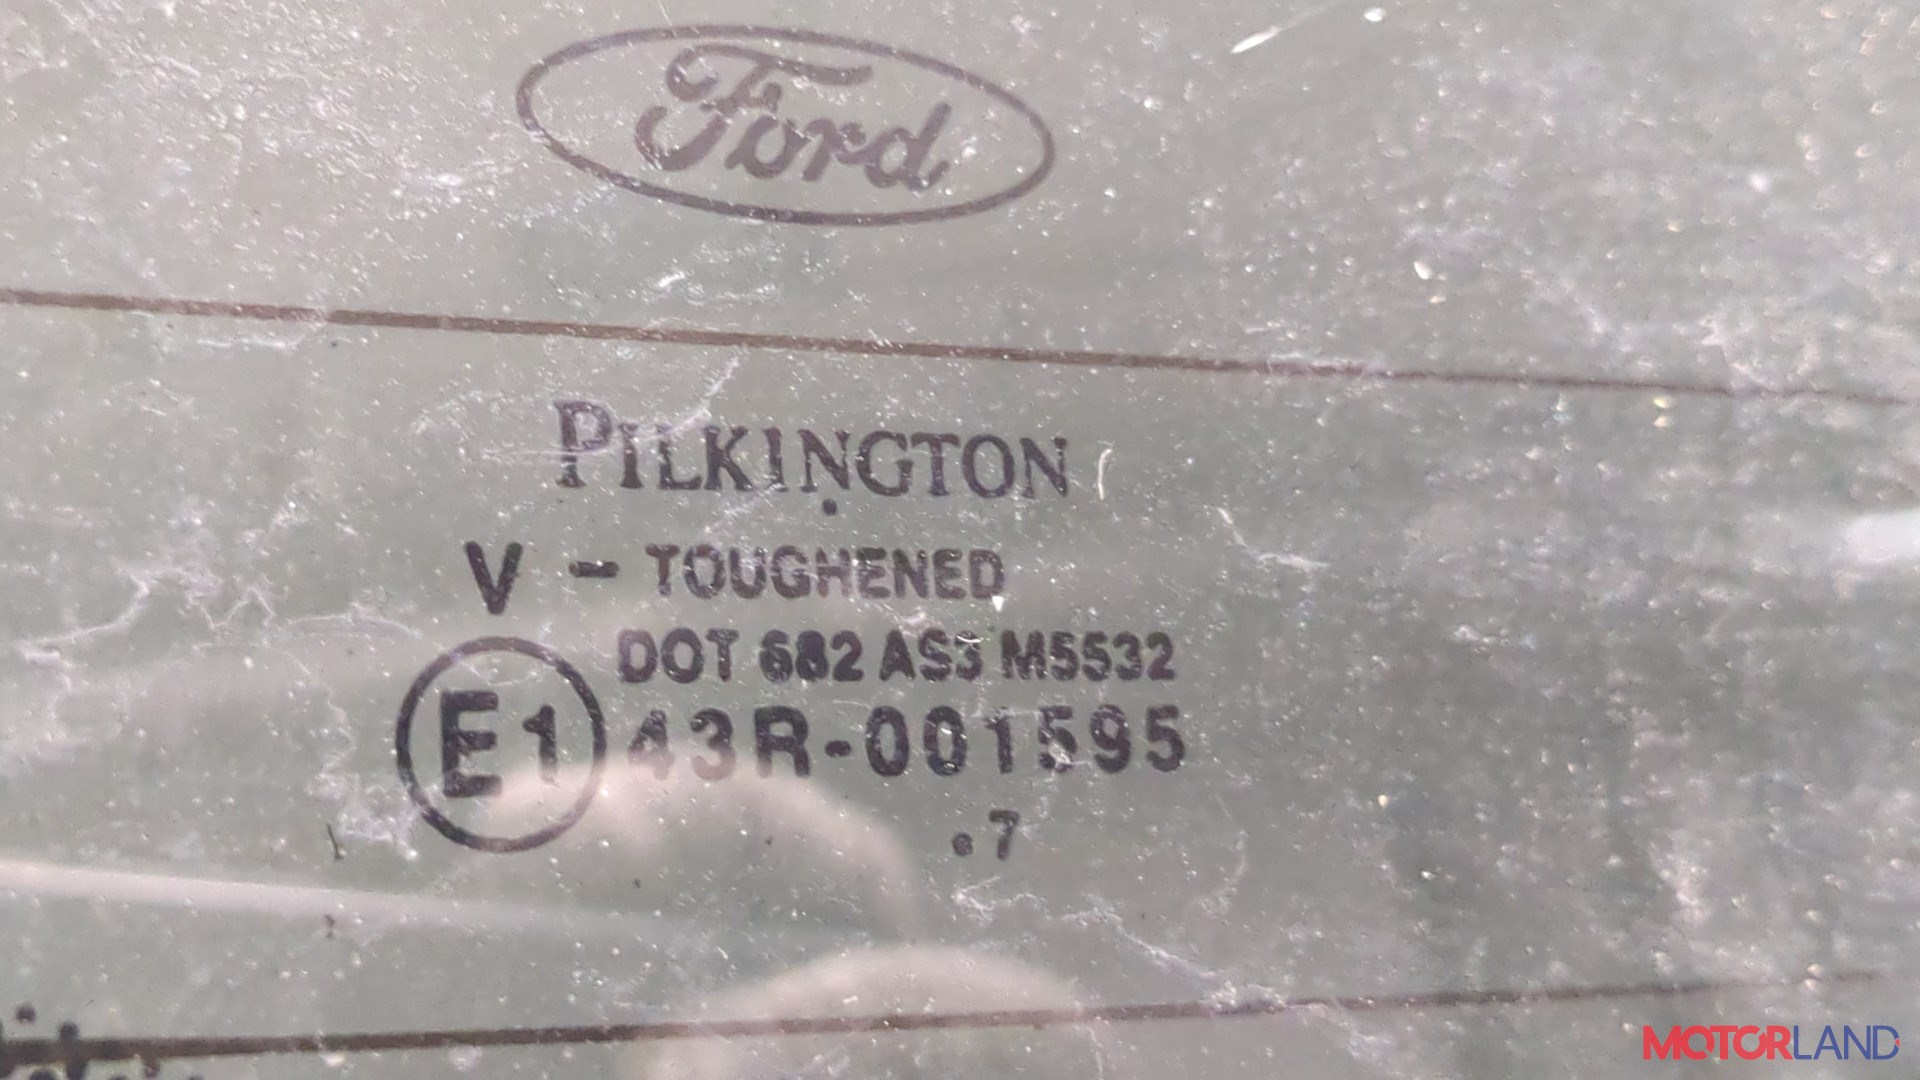 Ford
PILKINGTON
V - TOUGHENED
DOT 682 AS3 M5532
E1 43R-001595
.7
MOTORLAND